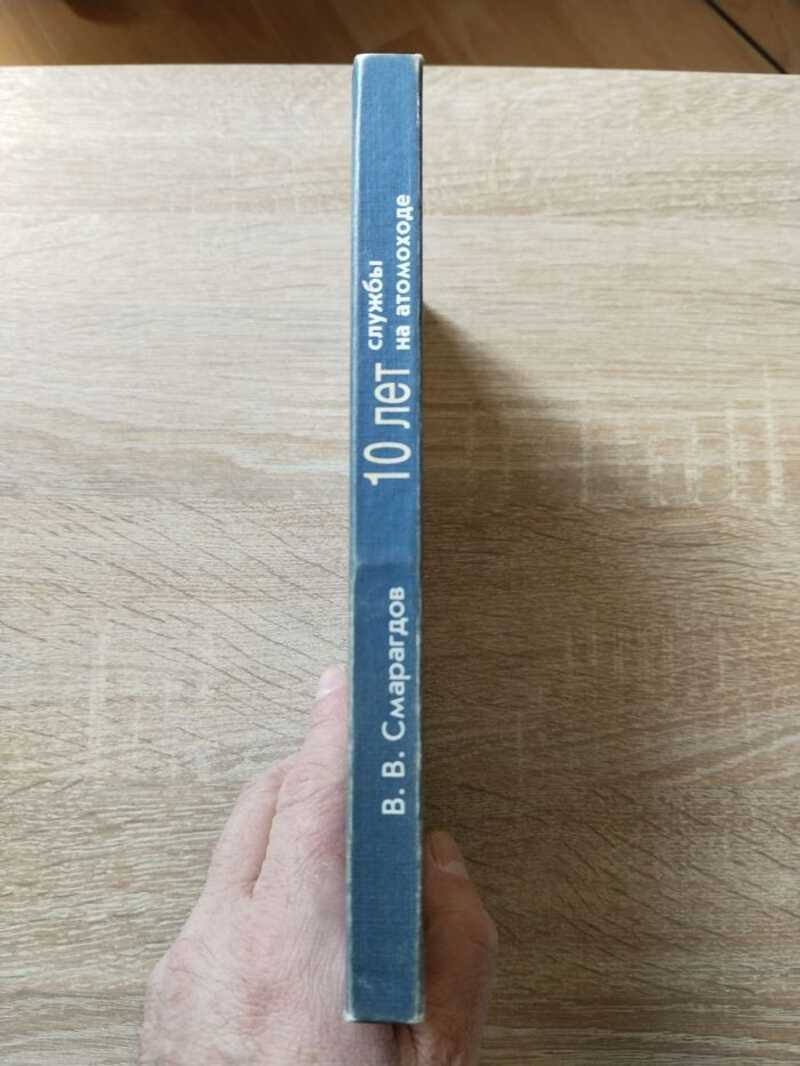 В. В. Смарагдов
10 лет
службы
на атомоходе